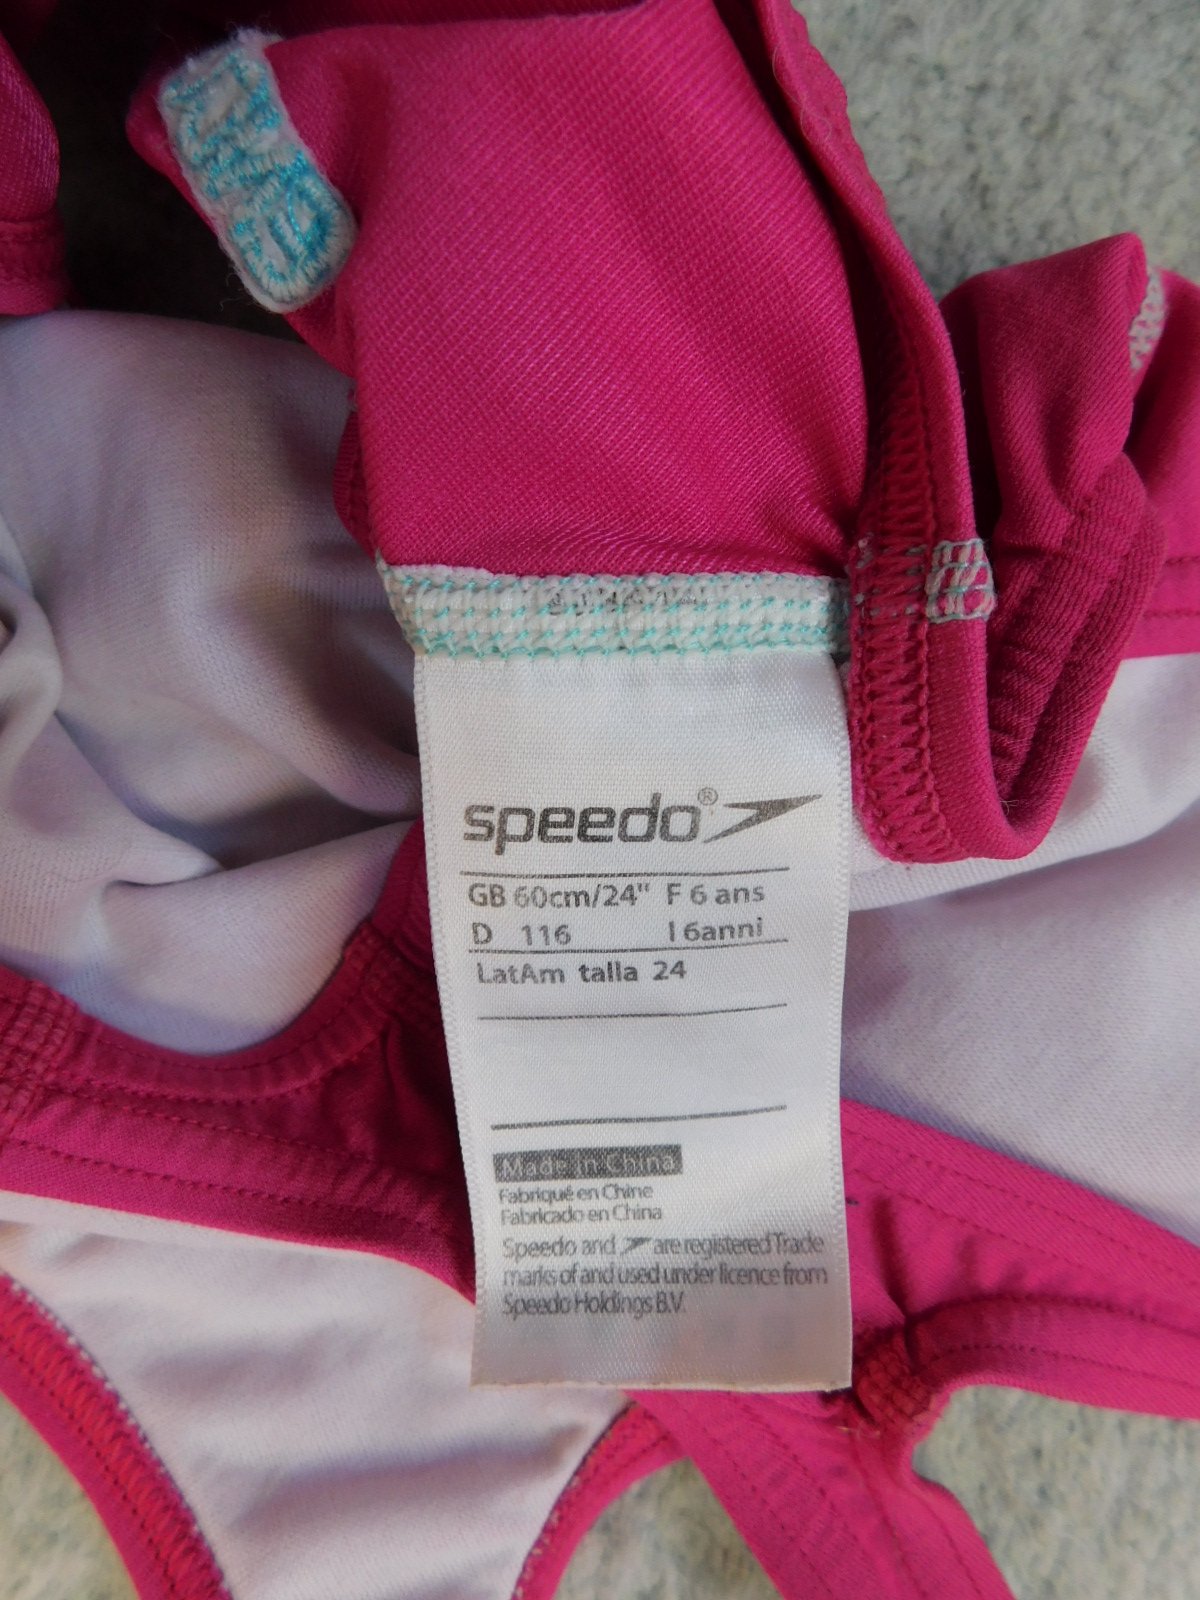 speedo®
GB 60cm/24" F 6 ans
D 116 I 6anni
LatAm talla 24
Made in China
Fabriqué en Chine
Fabricado en China
Speedo and are registered Trade
marks of and used under licence from
Speedo Holdings B.V.